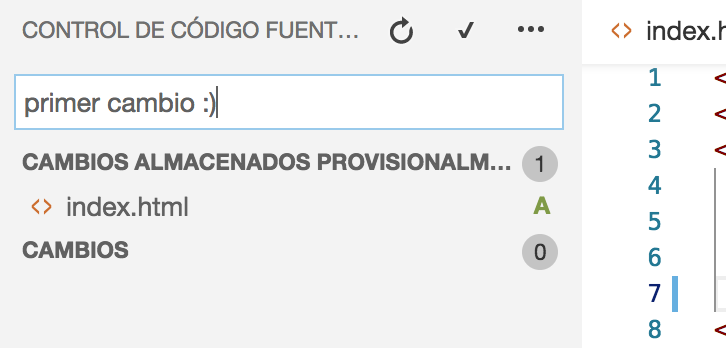 CONTROL DE CÓDIGO FUENT...
primer cambio :)
CAMBIOS ALMACENADOS PROVISIONALM... 1
<> index.html A
CAMBIOS 0
<> index.h
1 <
2 <
3 <
4
5
6
7
8 <